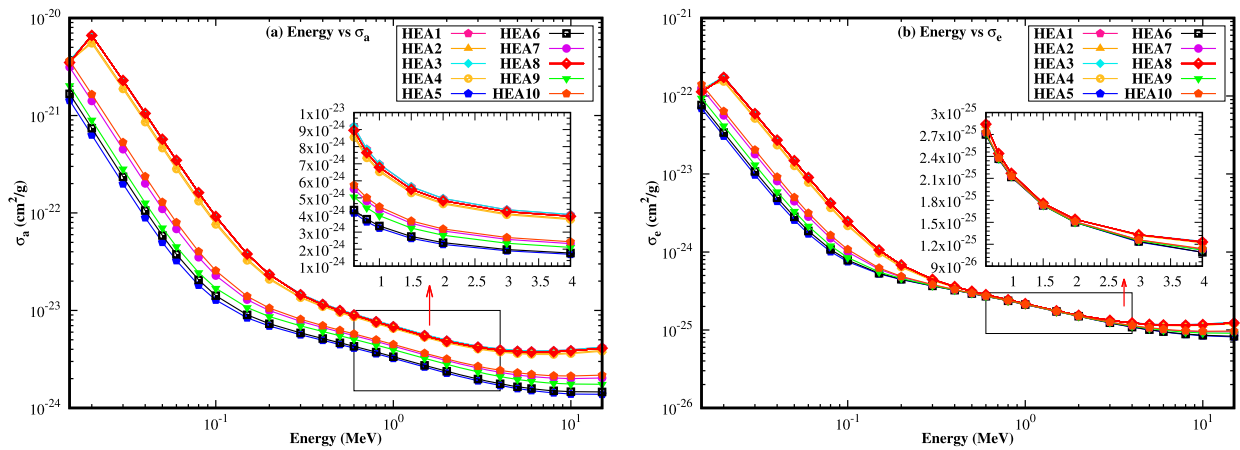 (a) Energy vs σa
HEA1 HEA6
HEA2 HEA7
HEA3 HEA8
HEA4 HEA9
HEA5 HEA10
10^-20
10^-21
10^-22
10^-23
10^-24
σa (cm^2/g)
1x10^-23
9x10^-24
8x10^-24
7x10^-24
6x10^-24
5x10^-24
4x10^-24
3x10^-24
2x10^-24
1x10^-24
1 1.5 2 2.5 3 3.5 4
10^-1 10^0 10^1
Energy (MeV)
(b) Energy vs σe
HEA1 HEA6
HEA2 HEA7
HEA3 HEA8
HEA4 HEA9
HEA5 HEA10
10^-21
10^-22
10^-23
10^-24
10^-25
10^-26
σe (cm^2/g)
3x10^-25
2.7x10^-25
2.4x10^-25
2.1x10^-25
1.8x10^-25
1.5x10^-25
1.2x10^-25
9x10^-26
1 1.5 2 2.5 3 3.5 4
10^-1 10^0 10^1
Energy (MeV)